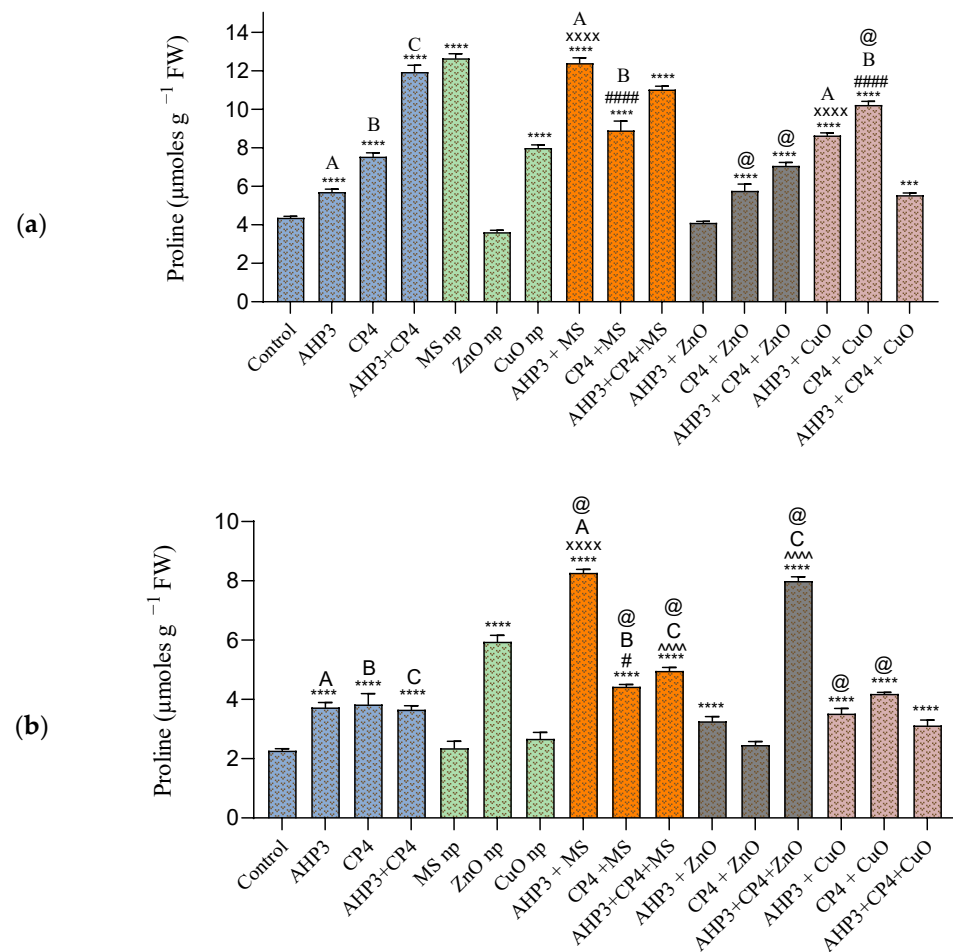 (a)
Proline (µmoles g⁻¹ FW)
14
12
10
8
6
4
2
0
A
****
B
****
C
****
****
****
A
xxxx
****
B
####
****
****
@
****
@
****
A
xxxx
****
@
B
####
****
***
Control
AHP3
CP4
AHP3+CP4
MS np
ZnO np
CuO np
AHP3 + MS
CP4 +MS
AHP3+CP4+MS
AHP3 + ZnO
CP4 + ZnO
AHP3 + CP4 + ZnO
AHP3 + CuO
CP4 + CuO
AHP3 + CP4 + CuO
(b)
Proline (µmoles g⁻¹ FW)
10
8
6
4
2
0
A
****
B
****
C
****
****
@
A
xxxx
****
@
B
#
****
@
C
^^^^
****
****
@
C
^^^^
****
@
****
@
****
****
Control
AHP3
CP4
AHP3+CP4
MS np
ZnO np
CuO np
AHP3 + MS
CP4 +MS
AHP3+CP4+MS
AHP3 + ZnO
CP4 + ZnO
AHP3+CP4+ZnO
AHP3 + CuO
CP4 + CuO
AHP3+CP4+CuO